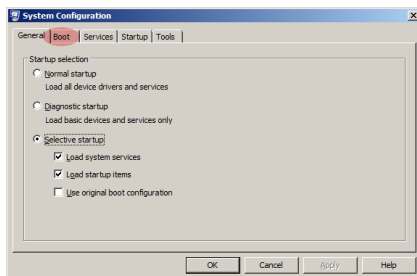 System Configuration
General Boot Services Startup Tools
Startup selection
Normal startup
Load all device drivers and services
Diagnostic startup
Load basic devices and services only
Selective startup
Load system services
Load startup items
Use original boot configuration
OK Cancel Apply Help